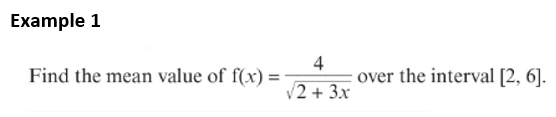 Example 1
Find the mean value of f(x) = 4/√2 + 3x over the interval [2, 6].